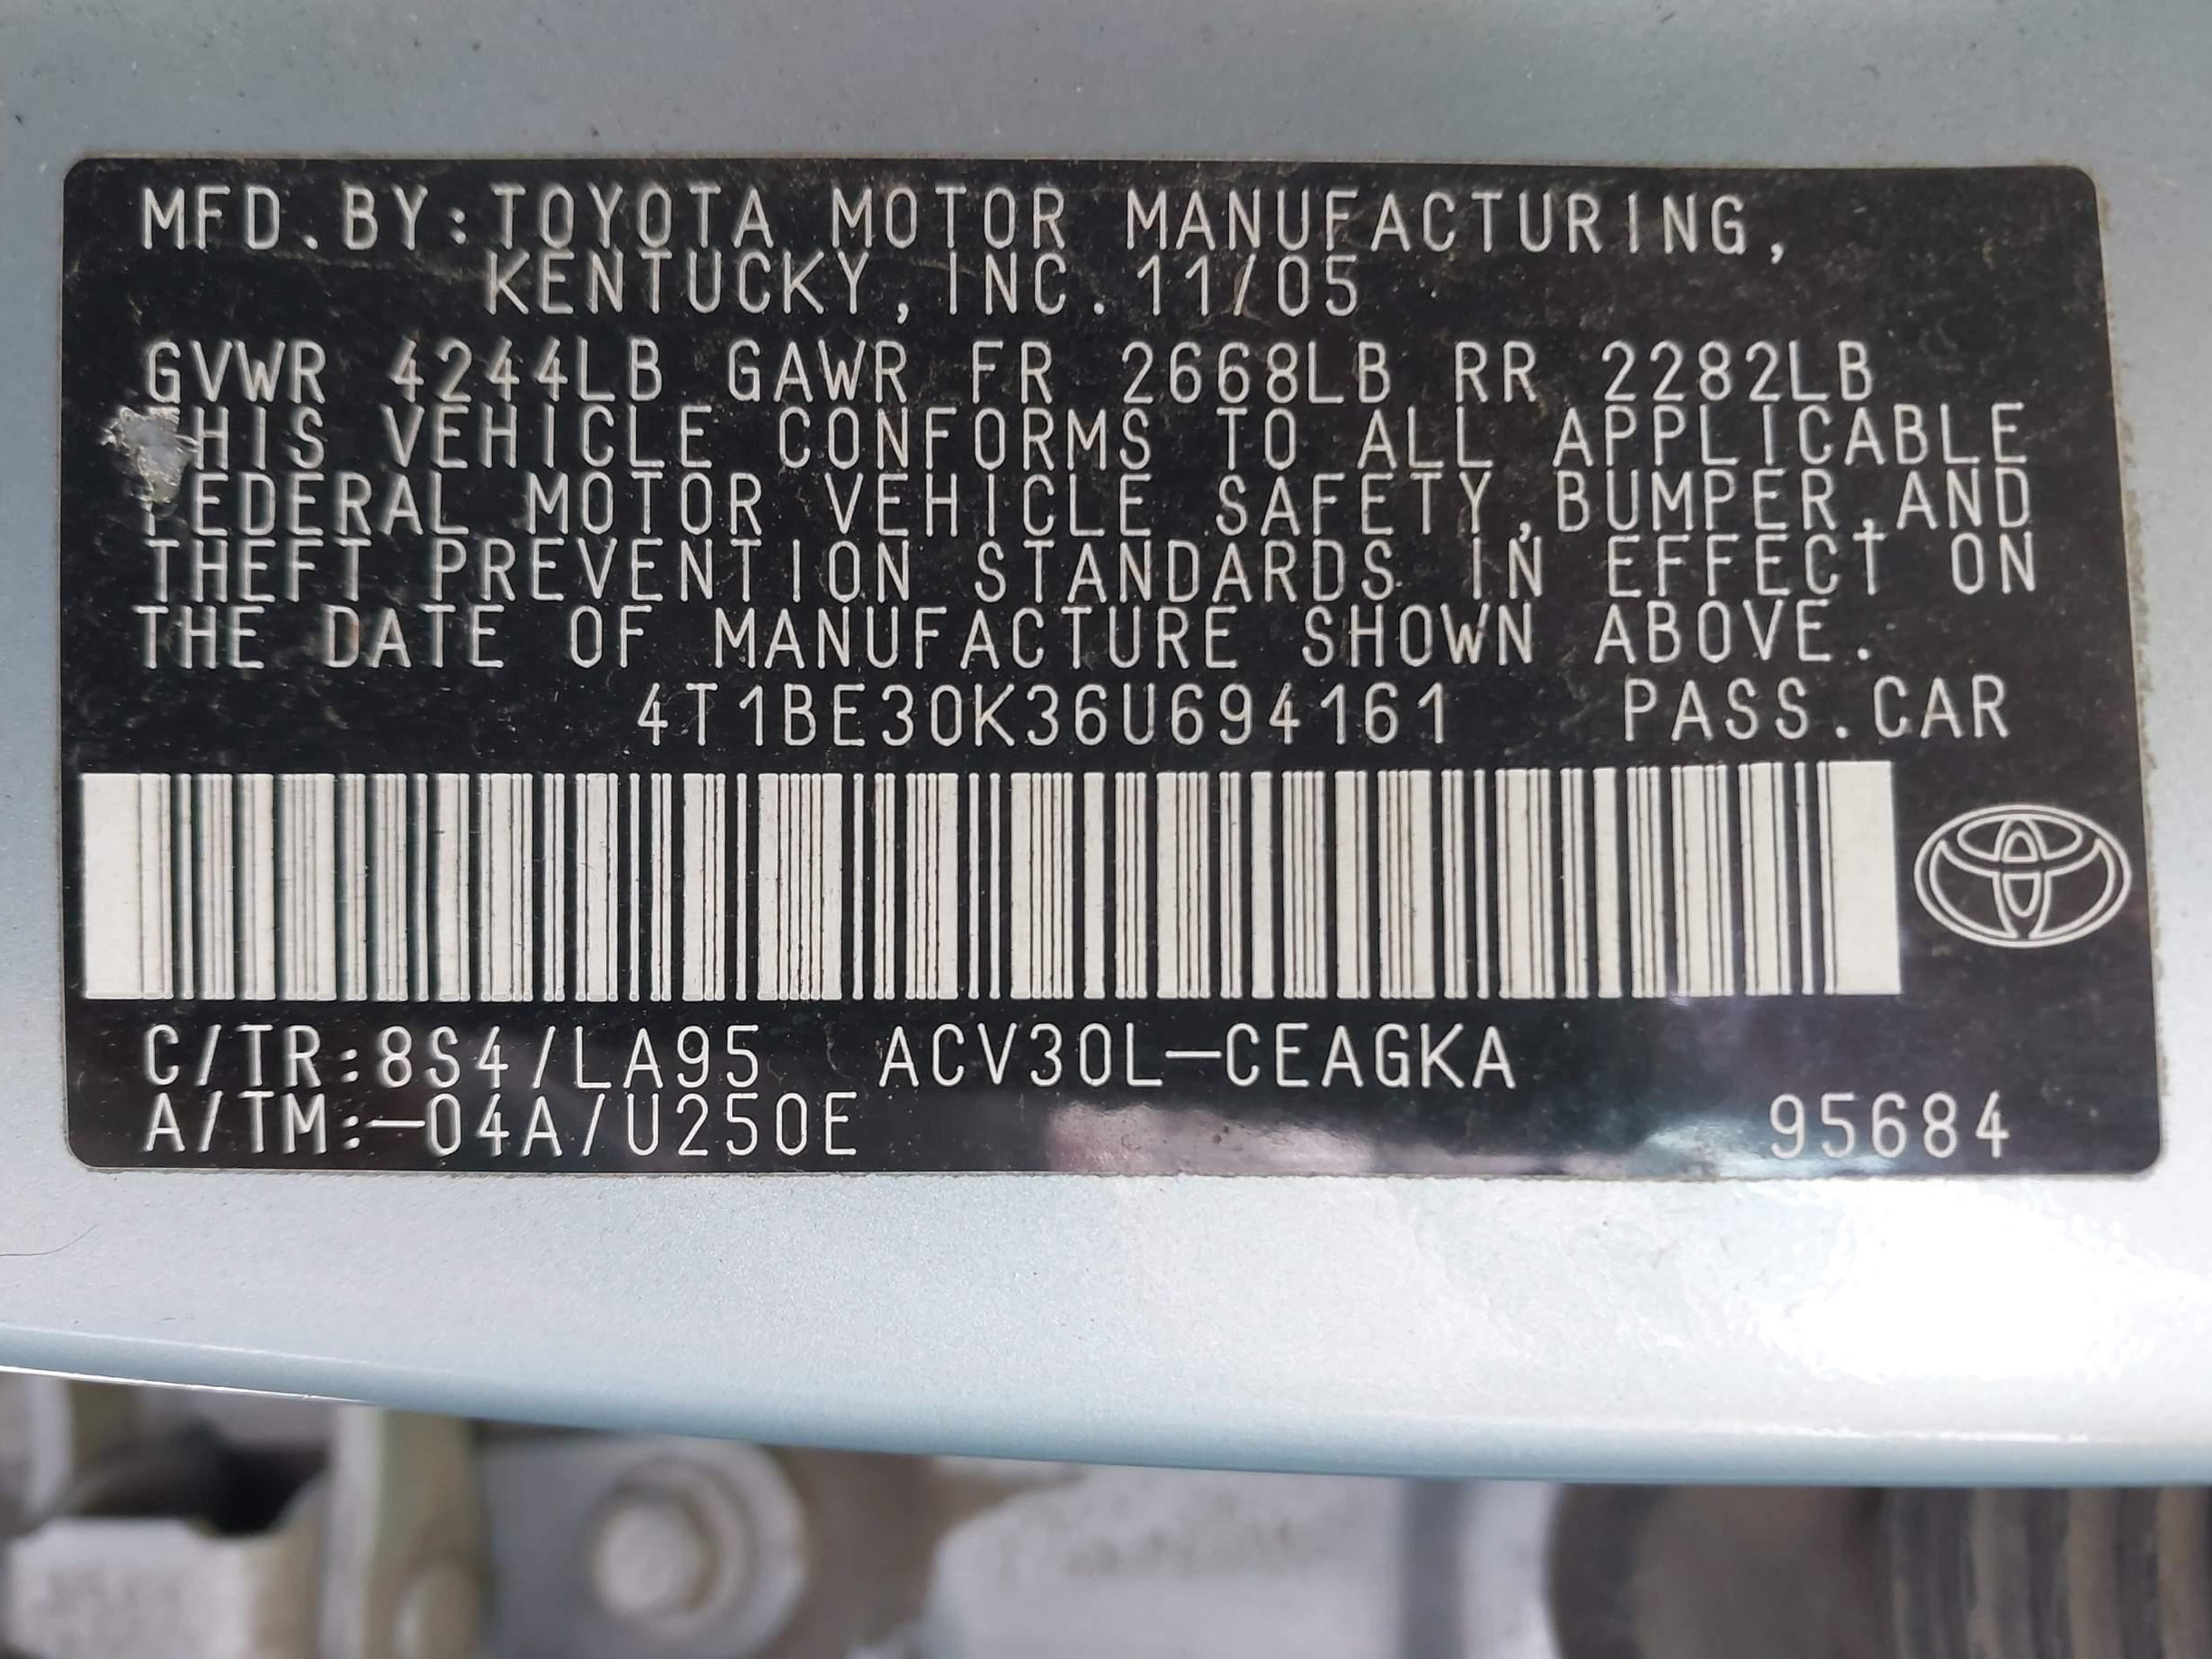 MFD.BY:TOYOTA MOTOR MANUFACTURING,
KENTUCKY, INC. 11/05
GVWR 4244LB GAWR FR 2668LB RR 2282LB
HIS VEHICLE CONFORMS TO ALL APPLICABLE
FEDERAL MOTOR VEHICLE SAFETY,BUMPER,AND
THEFT PREVENTION STANDARDS IN EFFECT ON
THE DATE OF MANUFACTURE SHOWN ABOVE.
4T1BE30K36U694161 PASS.CAR
C/TR:8S4/LA95 ACV30L-CEAGKA
A/TM:-04A/U250E 95684